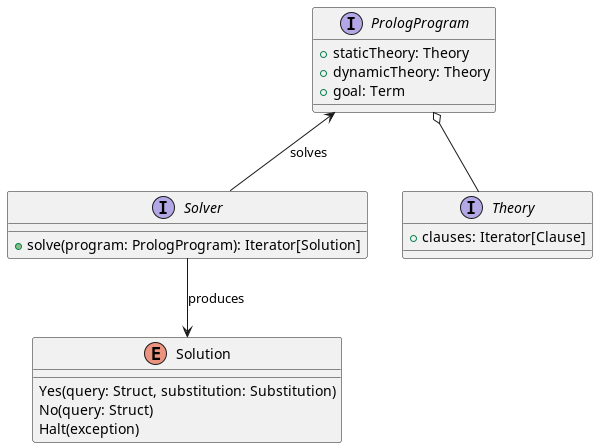 I PrologProgram
staticTheory: Theory
dynamicTheory: Theory
goal: Term
solves
I Solver
solve(program: PrologProgram): Iterator[Solution]
I Theory
clauses: Iterator[Clause]
produces
E Solution
Yes(query: Struct, substitution: Substitution)
No(query: Struct)
Halt(exception)